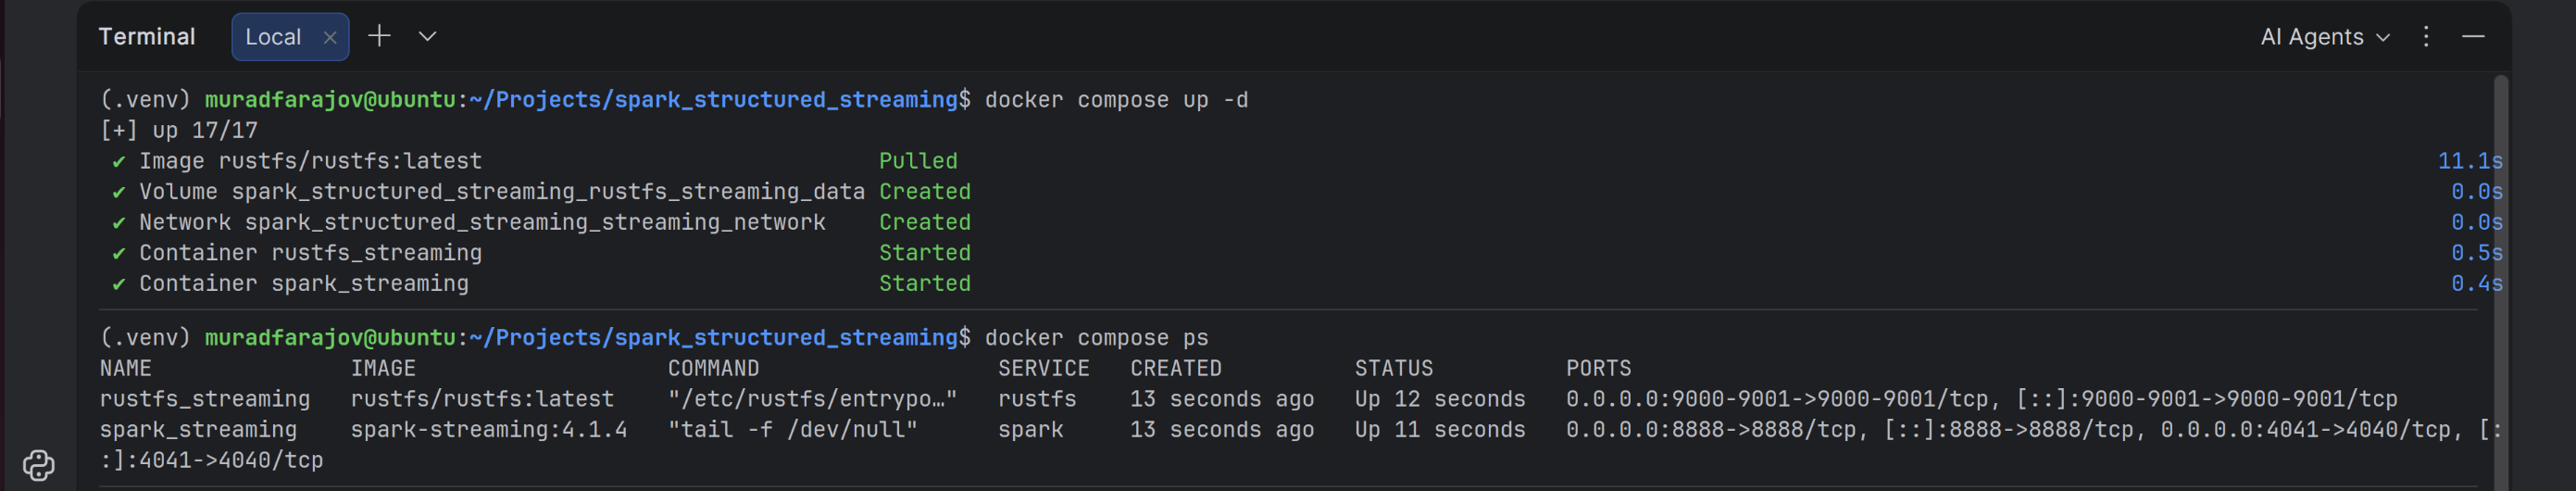 Terminal Local AI Agents
(.venv) muradfarajov@ubuntu:~/Projects/spark_structured_streaming$ docker compose up -d
[+] up 17/17
✔ Image rustfs/rustfs:latest Pulled 11.1s
✔ Volume spark_structured_streaming_rustfs_streaming_data Created 0.0s
✔ Network spark_structured_streaming_streaming_network Created 0.0s
✔ Container rustfs_streaming Started 0.5s
✔ Container spark_streaming Started 0.4s
(.venv) muradfarajov@ubuntu:~/Projects/spark_structured_streaming$ docker compose ps
NAME IMAGE COMMAND SERVICE CREATED STATUS PORTS
rustfs_streaming rustfs/rustfs:latest "/etc/rustfs/entrypo…" rustfs 13 seconds ago Up 12 seconds 0.0.0.0:9000-9001->9000-9001/tcp, [::]:9000-9001->9000-9001/tcp
spark_streaming spark-streaming:4.1.4 "tail -f /dev/null" spark 13 seconds ago Up 11 seconds 0.0.0.0:8888->8888/tcp, [::]:8888->8888/tcp, 0.0.0.0:4041->4040/tcp, [:
:]:4041->4040/tcp